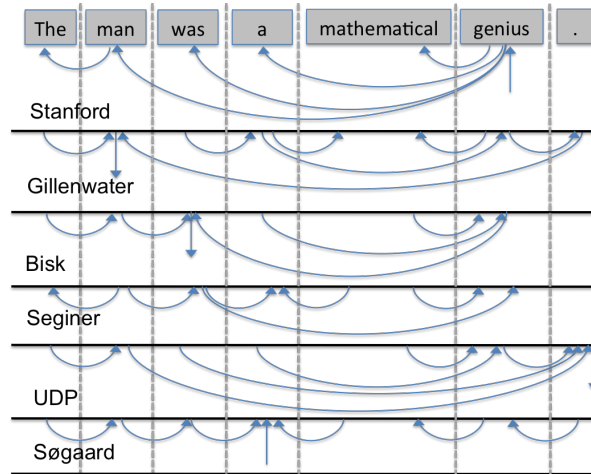 The man was a mathematical genius .
Stanford
Gillenwater
Bisk
Seginer
UDP
Søgaard